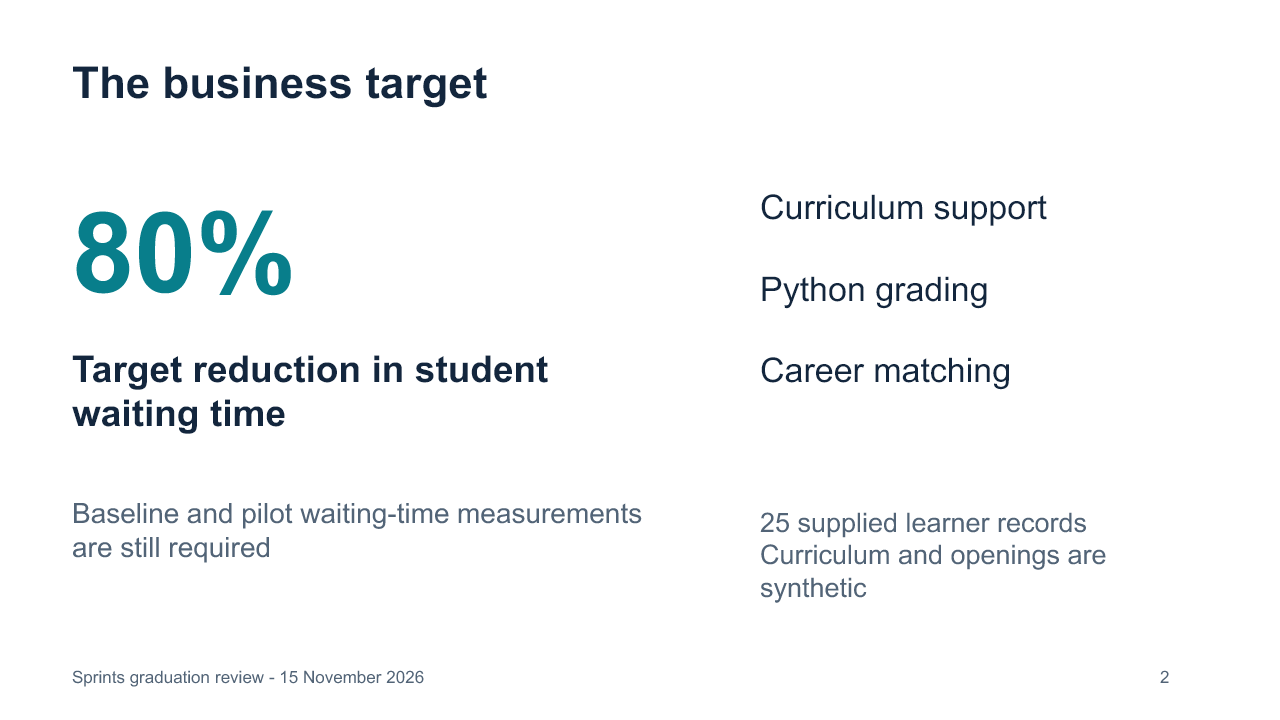 The business target
80%
Target reduction in student
waiting time
Baseline and pilot waiting-time measurements
are still required
Curriculum support
Python grading
Career matching
25 supplied learner records
Curriculum and openings are
synthetic
Sprints graduation review - 15 November 2026
2